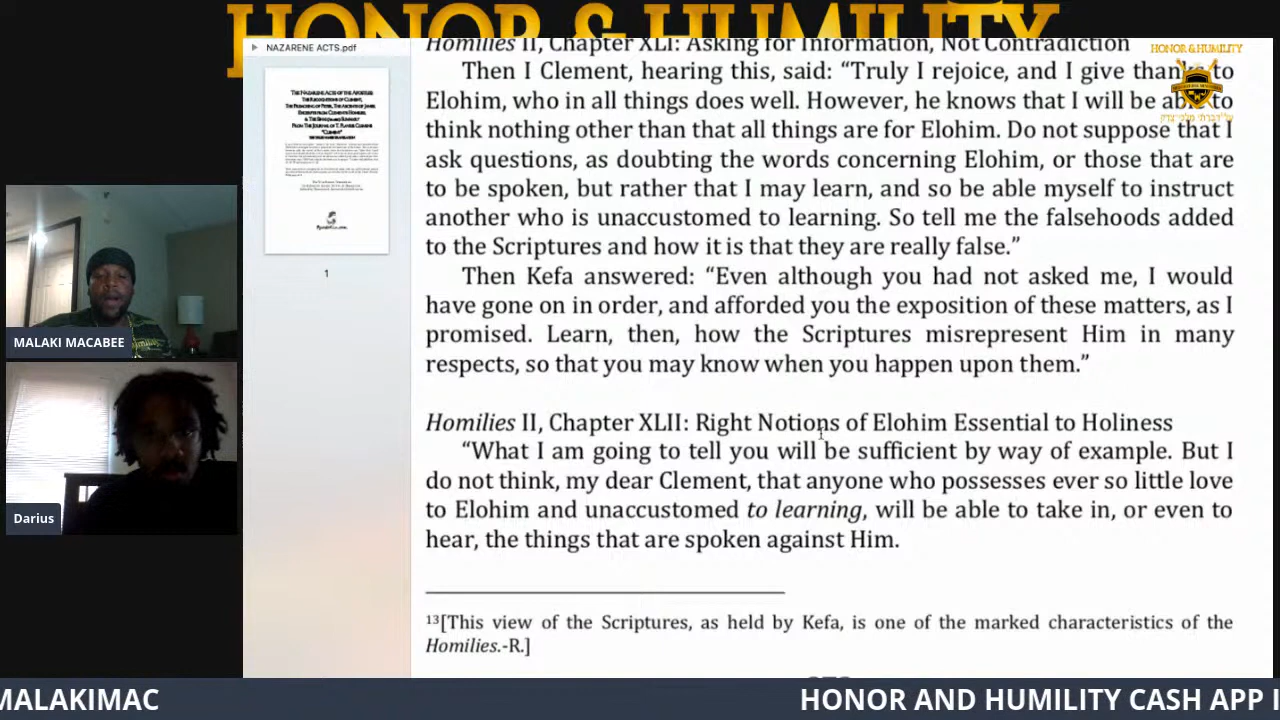 HONOR & HUMILITY
NAZARENE ACTS.pdf
1
Homilies II, Chapter XLI: Asking for Information, Not Contradiction
Then I Clement, hearing this, said: “Truly I rejoice, and I give thanks to
Elohim, who in all things does well. However, he knows that I will be able to
think nothing other than that all things are for Elohim. Do not suppose that I
ask questions, as doubting the words concerning Elohim, or those that are
to be spoken, but rather that I may learn, and so be able myself to instruct
another who is unaccustomed to learning. So tell me the falsehoods added
to the Scriptures and how it is that they are really false.”
Then Kefa answered: “Even although you had not asked me, I would
have gone on in order, and afforded you the exposition of these matters, as I
promised. Learn, then, how the Scriptures misrepresent Him in many
respects, so that you may know when you happen upon them.”
Homilies II, Chapter XLII: Right Notions of Elohim Essential to Holiness
“What I am going to tell you will be sufficient by way of example. But I
do not think, my dear Clement, that anyone who possesses ever so little love
to Elohim and unaccustomed to learning, will be able to take in, or even to
hear, the things that are spoken against Him.
13[This view of the Scriptures, as held by Kefa, is one of the marked characteristics of the
Homilies.-R.]
HONOR & HUMILITY
MALAKI MACABEE
Darius
MALAKIMAC
HONOR AND HUMILITY CASH APP